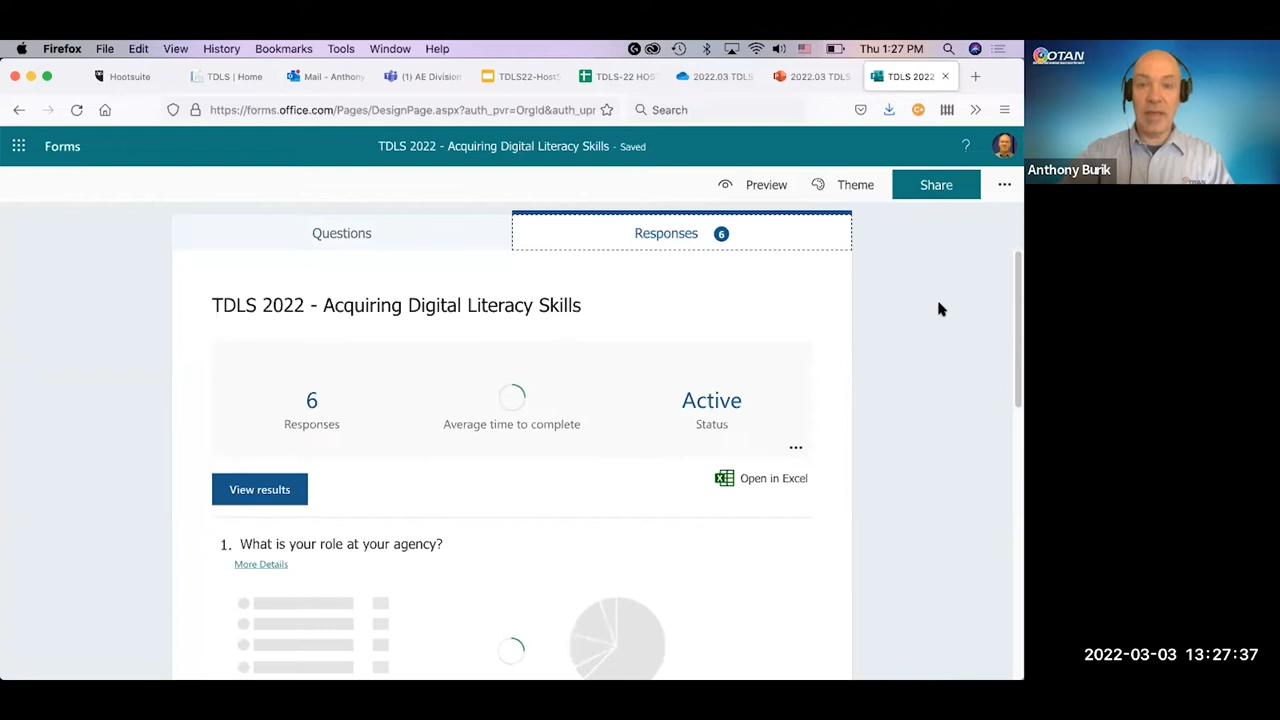 Firefox File Edit View History Bookmarks Tools Window Help Thu 1:27 PM
Hootsuite TDLS | Home Mail - Anthony (1) AE Division TDLS22-HostS TDLS-22 HOS 2022.03 TDLS 2022.03 TDLS TDLS 2022
https://forms.office.com/Pages/DesignPage.aspx?auth_pvr=OrgId&auth_upr Search
Forms TDLS 2022 - Acquiring Digital Literacy Skills - Saved ?
Preview Theme Share ...
Questions Responses 6
TDLS 2022 - Acquiring Digital Literacy Skills
6 Active
Responses Average time to complete Status
...
View results Open in Excel
1. What is your role at your agency?
More Details
OTAN
Anthony Burik
2022-03-03 13:27:37